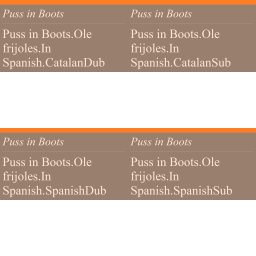 Puss in Boots
Puss in Boots.Ole
frijoles.In
Spanish.CatalanDub
Puss in Boots
Puss in Boots.Ole
frijoles.In
Spanish.CatalanSub
Puss in Boots
Puss in Boots.Ole
frijoles.In
Spanish.SpanishDub
Puss in Boots
Puss in Boots.Ole
frijoles.In
Spanish.SpanishSub